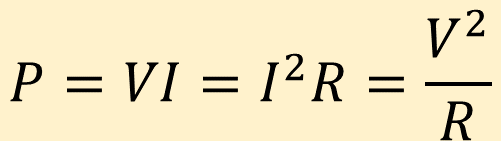 P = VI = I²R = V²/R